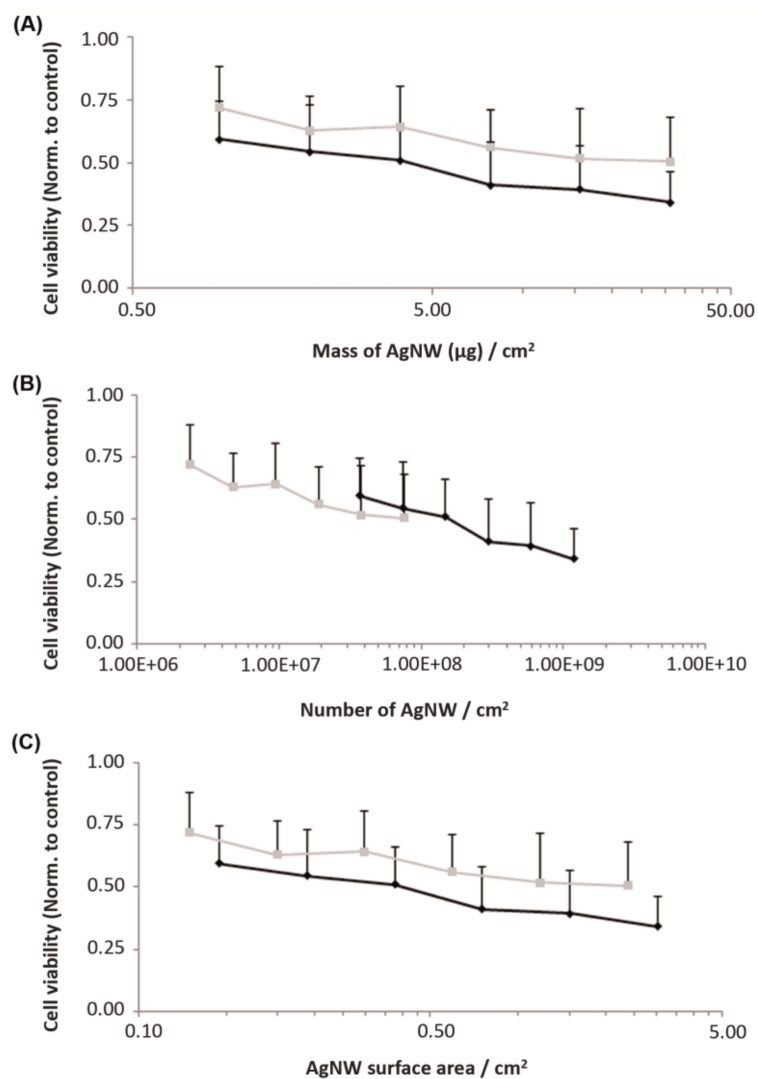 (A)
1.00
0.75
0.50
0.25
0.00
Cell viability (Norm. to control)
0.50 5.00 50.00
Mass of AgNW (µg) / cm²
(B)
1.00
0.75
0.50
0.25
0.00
Cell viability (Norm. to control)
1.00E+06 1.00E+07 1.00E+08 1.00E+09 1.00E+10
Number of AgNW / cm²
(C)
1.00
0.75
0.50
0.25
0.00
Cell viability (Norm. to control)
0.10 0.50 5.00
AgNW surface area / cm²